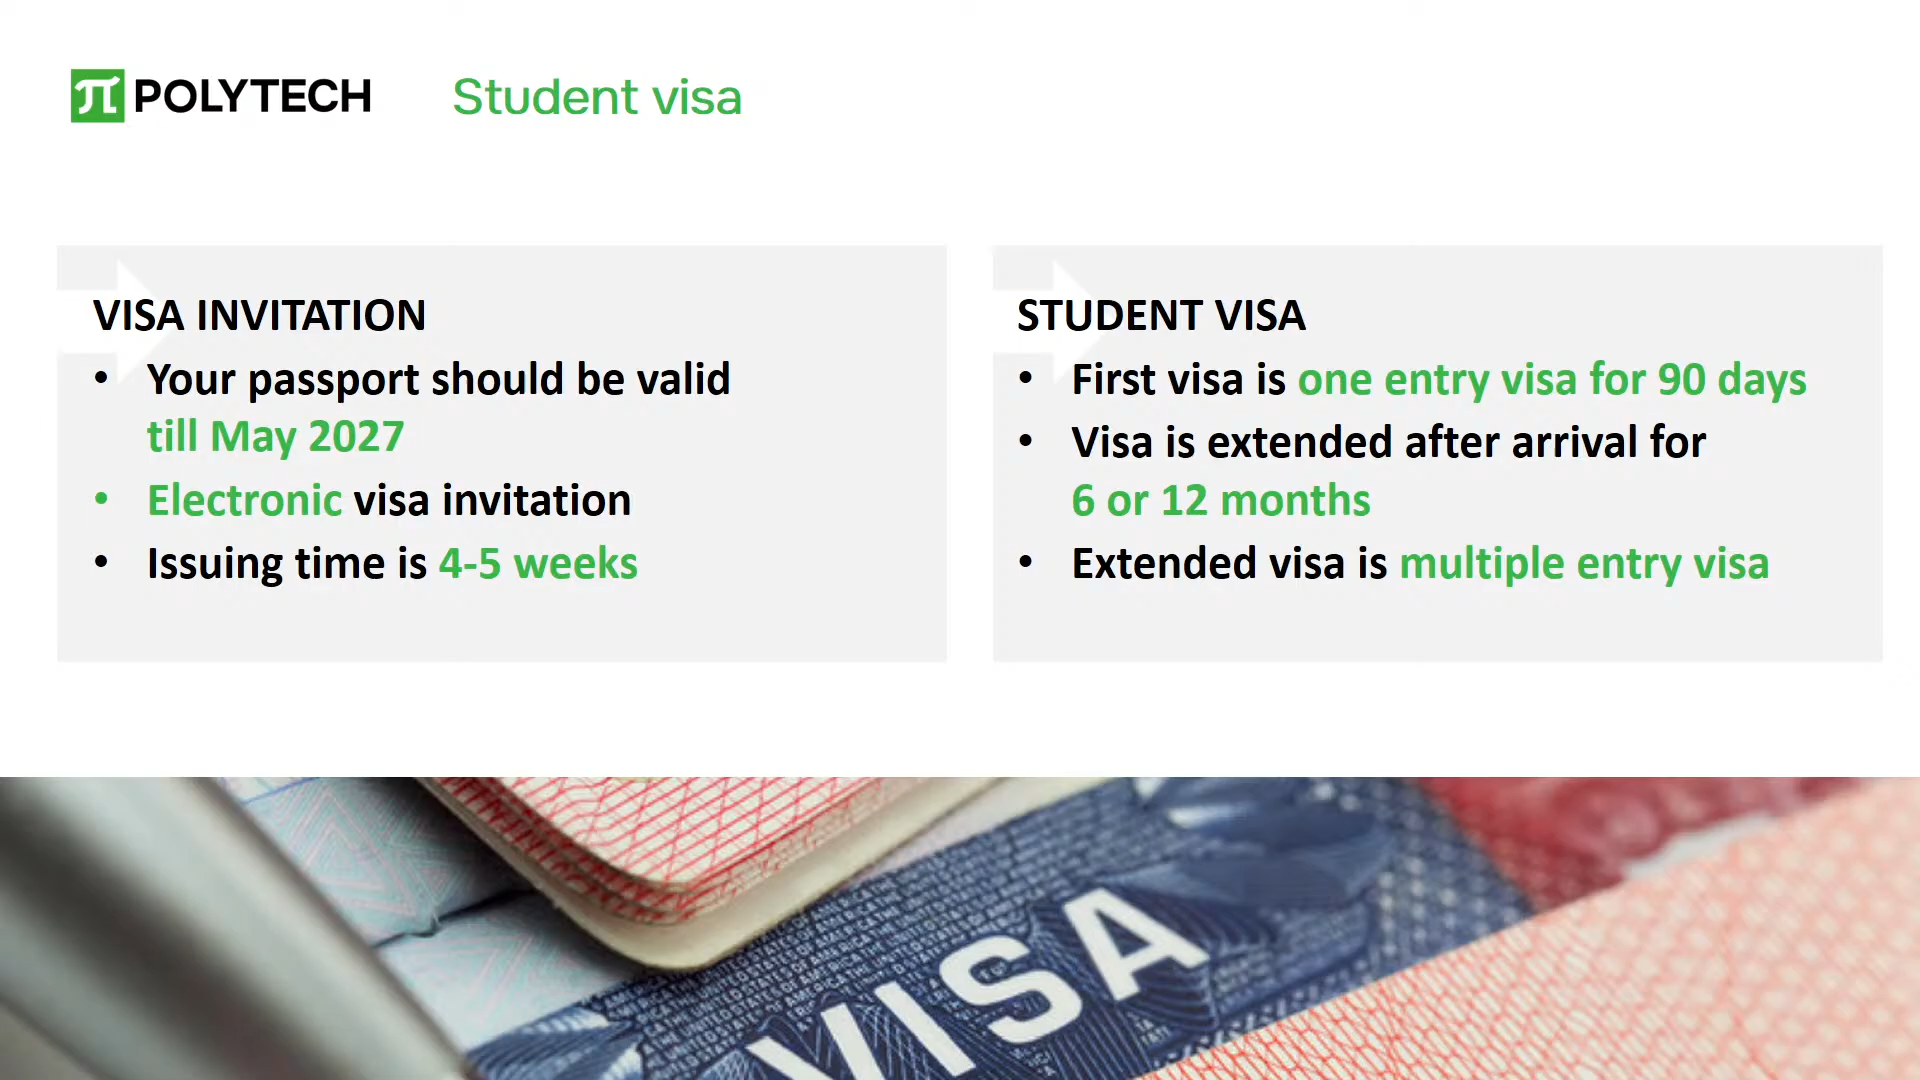 π POLYTECH
Student visa
VISA INVITATION
• Your passport should be valid
till May 2027
• Electronic visa invitation
• Issuing time is 4-5 weeks
STUDENT VISA
• First visa is one entry visa for 90 days
• Visa is extended after arrival for
6 or 12 months
• Extended visa is multiple entry visa
VISA